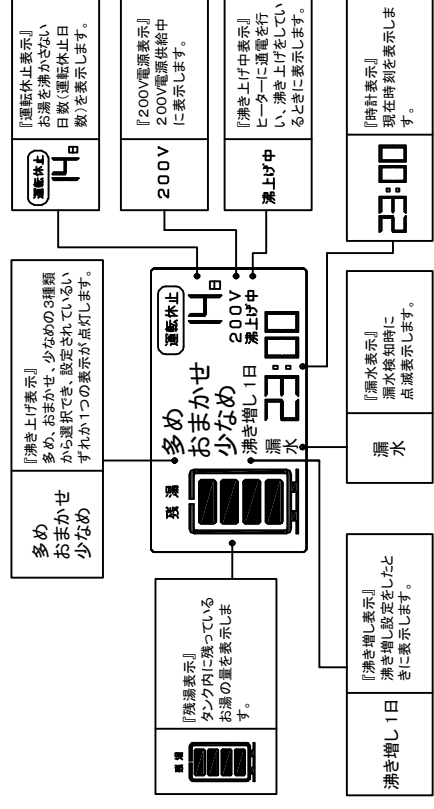 多め
おまかせ
少なめ
『沸き上げ表示』
多め、おまかせ、少なめの3種類
から選択でき、設定されているい
ずれか1つの表示が点灯します。
運転休止
14日
『運転休止表示』
お湯を沸かさない
日数(運転休止日
数)を表示します。
200V
『200V電源表示』
200V電源供給中
に表示します。
沸上げ中
『沸き上げ中表示』
ヒーターに通電を行
い、沸き上げをしてい
るときに表示します。
残湯
多め
おまかせ
少なめ
運転休止
14日
200V
沸上げ中
沸き増し1日
漏
水
23:00
残湯
『残湯表示』
タンク内に残っている
お湯の量を表示しま
す。
沸き増し1日
『沸き増し表示』
沸き増し設定をしたと
きに表示します。
漏
水
『漏水表示』
漏水検知時に
点滅表示します。
23:00
『時計表示』
現在時刻を表示しま
す。